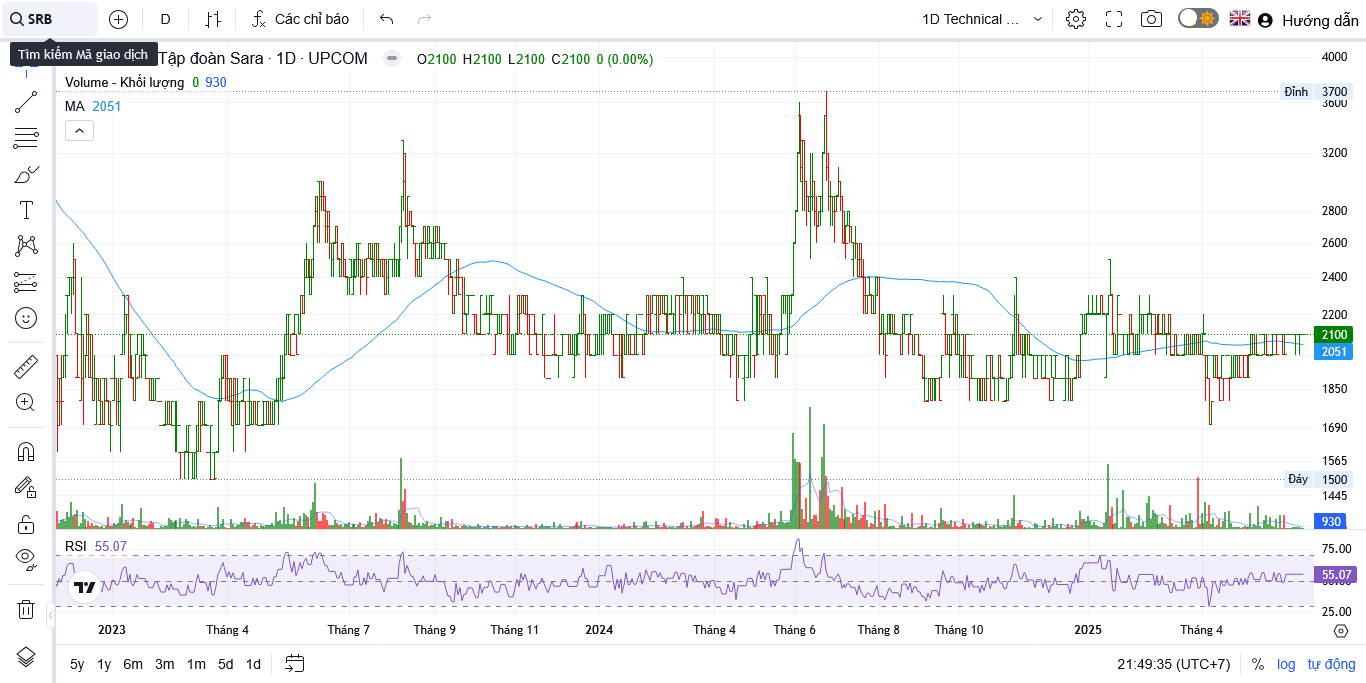 SRB
D
Các chỉ báo
1D Technical ...
Hướng dẫn
Tìm kiếm Mã giao dịch
Tập đoàn Sara · 1D · UPCOM
O2100 H2100 L2100 C2100 0 (0.00%)
Volume - Khối lượng 0 930
MA 2051
4000
Đỉnh 3700
3600
3200
2800
2600
2400
2200
2100
2051
1850
1690
1565
Đáy 1500
1445
930
RSI 55.07
75.00
55.07
25.00
2023 Tháng 4 Tháng 7 Tháng 9 Tháng 11 2024 Tháng 4 Tháng 6 Tháng 8 Tháng 10 2025 Tháng 4
5y 1y 6m 3m 1m 5d 1d
21:49:35 (UTC+7) % log tự động